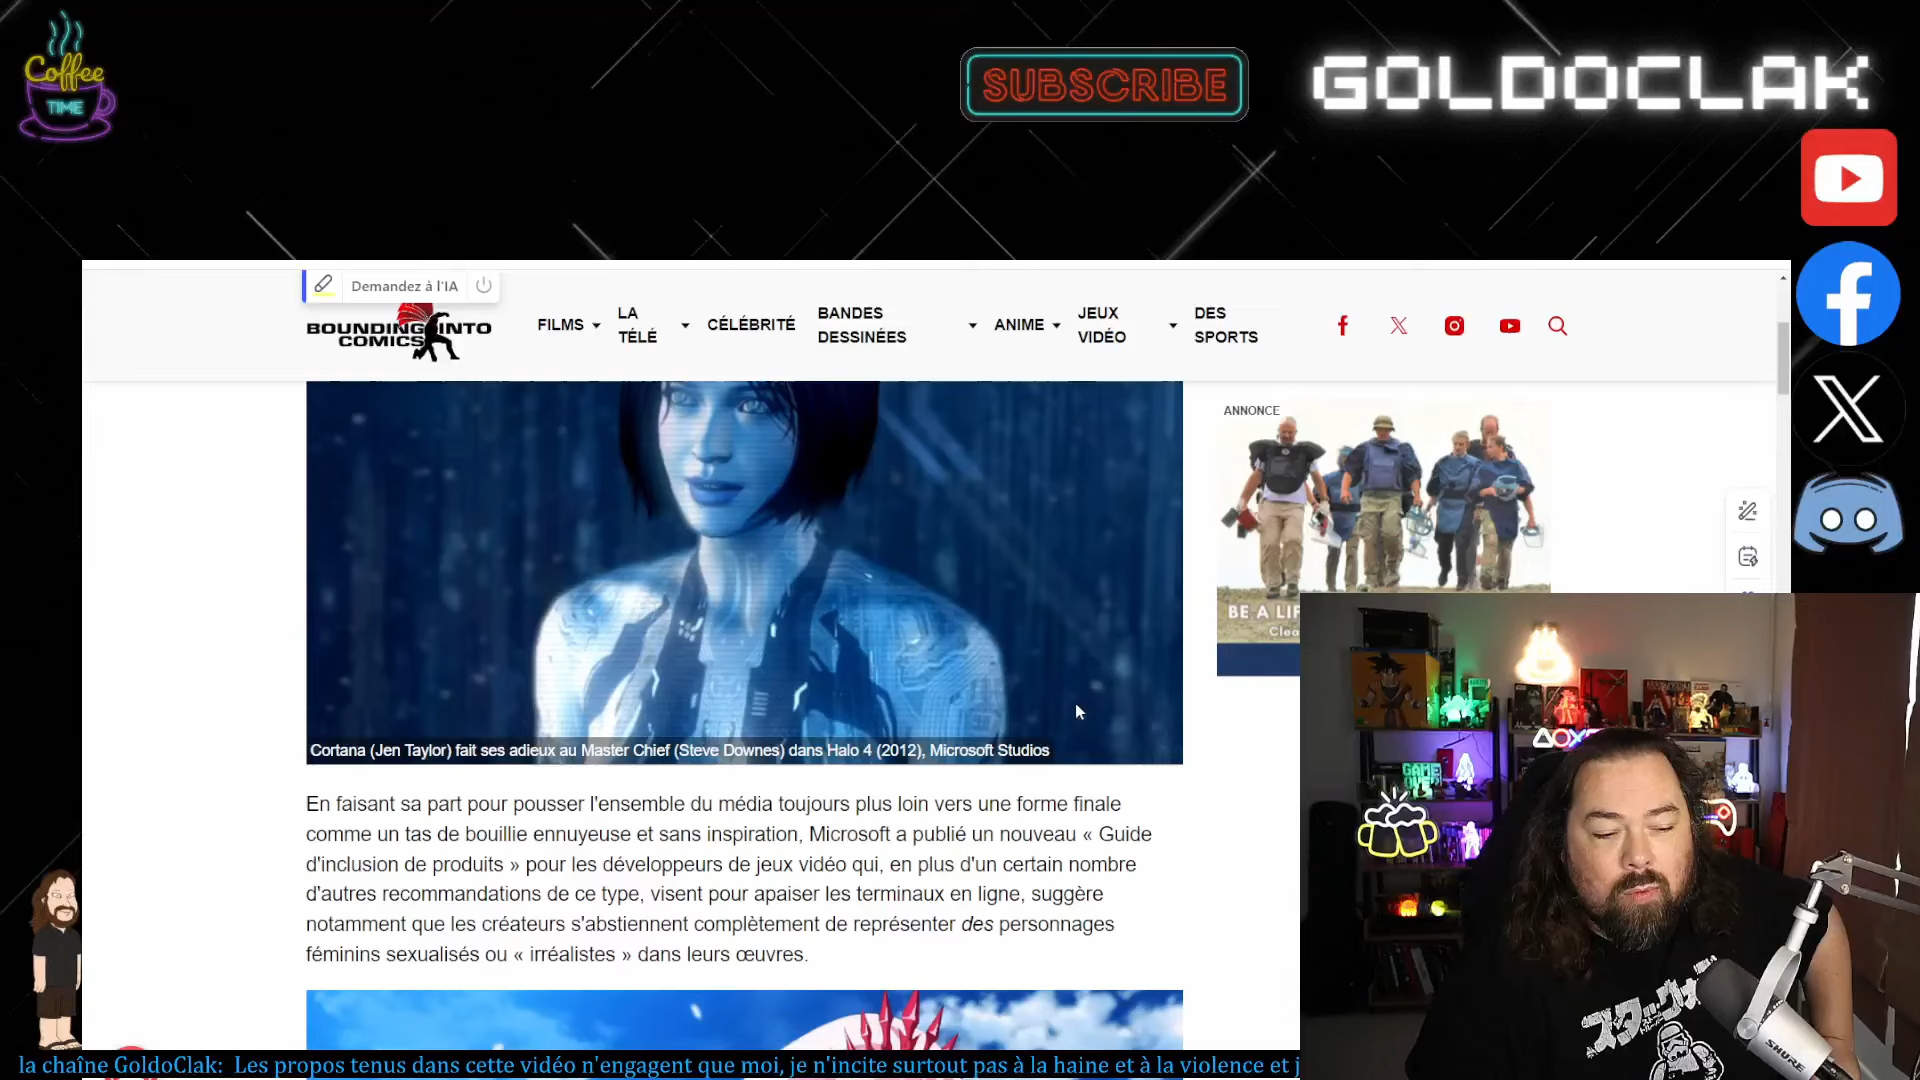 Coffee
TIME
SUBSCRIBE
GOLDOCLAK
Demandez à l'IA
BOUNDING INTO
COMICS
FILMS
LA
TÉLÉ
CÉLÉBRITÉ
BANDES
DESSINÉES
ANIME
JEUX
VIDÉO
DES
SPORTS
ANNONCE
BE A
Cortana (Jen Taylor) fait ses adieux au Master Chief (Steve Downes) dans Halo 4 (2012), Microsoft Studios
En faisant sa part pour pousser l'ensemble du média toujours plus loin vers une forme finale
comme un tas de bouillie ennuyeuse et sans inspiration, Microsoft a publié un nouveau « Guide
d'inclusion de produits » pour les développeurs de jeux vidéo qui, en plus d'un certain nombre
d'autres recommandations de ce type, visent pour apaiser les terminaux en ligne, suggère
notamment que les créateurs s'abstiennent complètement de représenter des personnages
féminins sexualisés ou « irréalistes » dans leurs œuvres.
GAME
OVER
SHURE
la chaîne GoldoClak: Les propos tenus dans cette vidéo n'engagent que moi, je n'incite surtout pas à la haine et à la violence et j